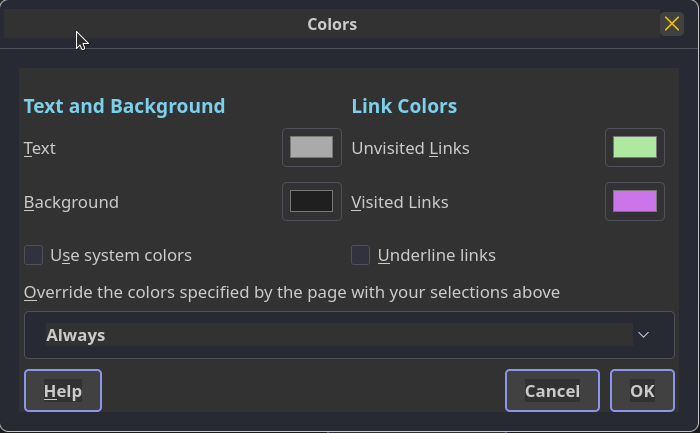 Colors
Text and Background
Link Colors
Text
Unvisited Links
Background
Visited Links
Use system colors
Underline links
Override the colors specified by the page with your selections above
Always
Help
Cancel
OK